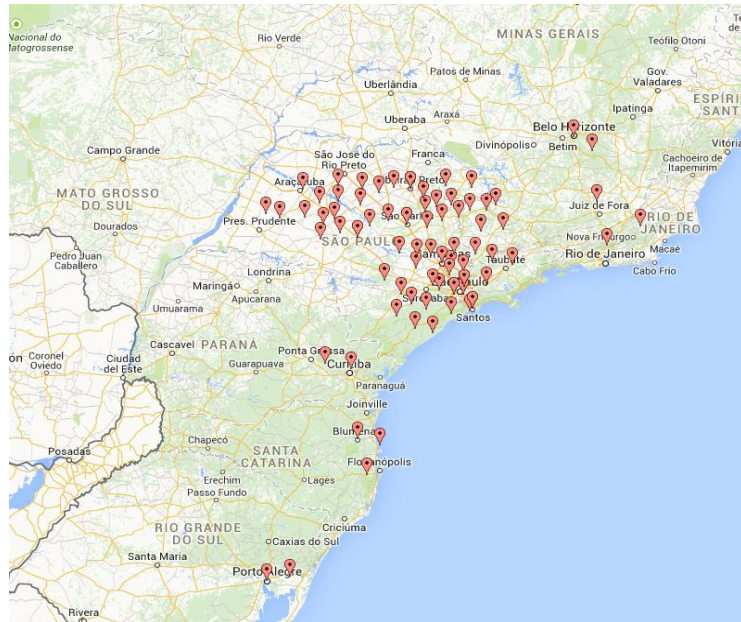 Nacional do
Matogrossense
Rio Verde
MINAS GERAIS
Teófilo Otoni
Patos de Minas
Gov.
Valadares
Uberlândia
Ipatinga
ESPÍRI
SANT
Uberaba
Araxá
Belo Horizonte
Betim
Divinópolis
Vitória
Campo Grande
São José do
Rio Preto
Franca
Cachoeiro de
Itapemirim
Araçatuba
MATO GROSSO
DO SUL
Juiz de Fora
Pres. Prudente
RIO DE
JANEIRO
Dourados
SÃO PAULO
Macaé
Pedro Juan
Caballero
Taubaté
Rio de Janeiro
Cabo Frio
Londrina
Maringá
Apucarana
Umuarama
Santos
Cascavel
PARANÁ
Ponta Grossa
Coronel
Oviedo
Ciudad
del Este
Guarapuava
Curitiba
Paranaguá
Joinville
Chapecó
SANTA
CATARINA
Posadas
Florianópolis
Erechim
Lages
Passo Fundo
RIO GRANDE
DO SUL
Criciúma
Caxias do Sul
Santa Maria
Porto Alegre
Rivera